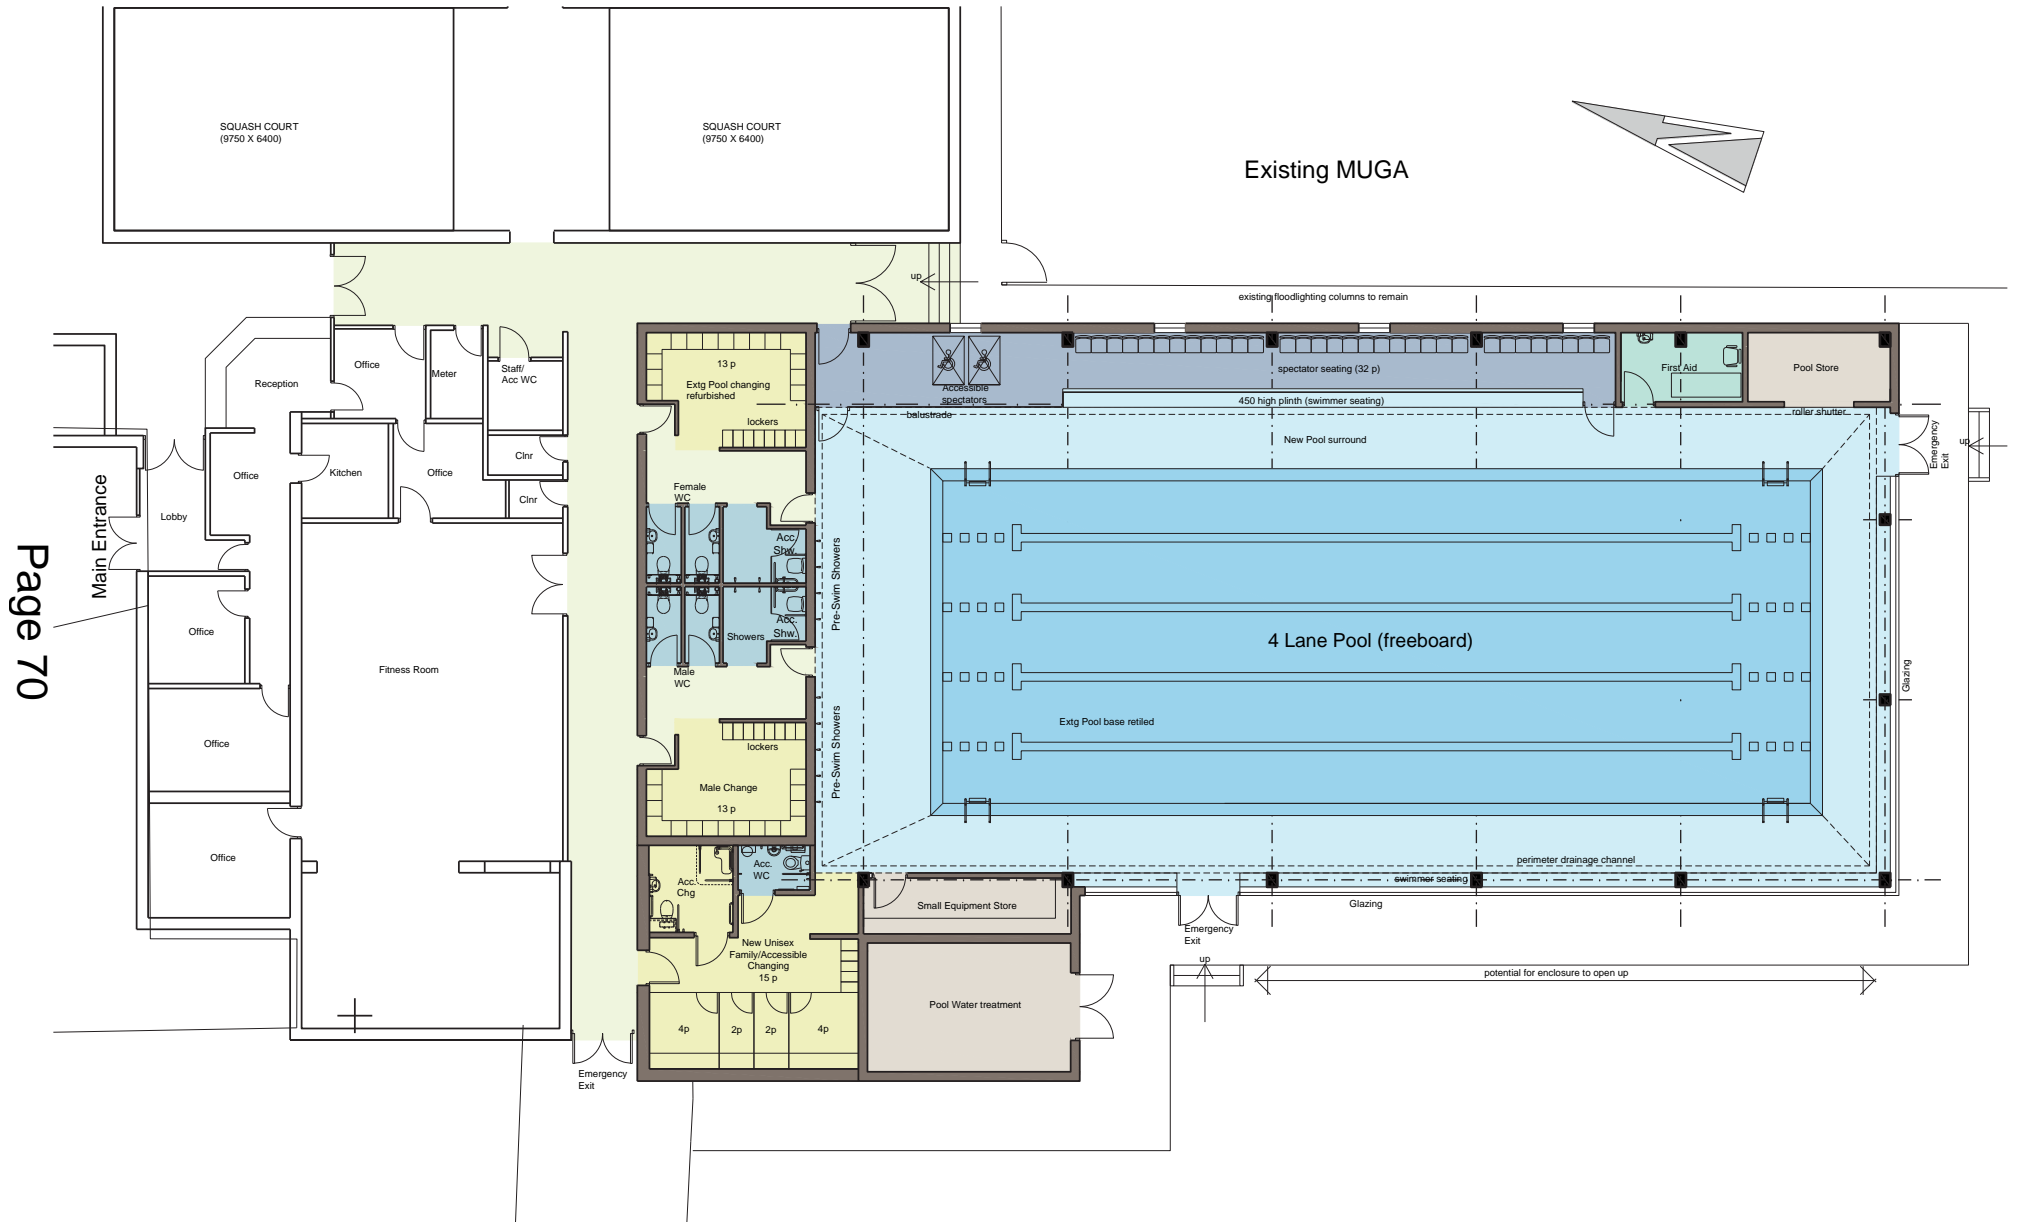 SQUASH COURT
(9750 X 6400)
SQUASH COURT
(9750 X 6400)
Existing MUGA
up
existing floodlighting columns to remain
Office
Meter
Staff/
Acc WC
Reception
13 p
Extg Pool changing
refurbished
lockers
Accessible
spectators
spectator seating (32 p)
450 high plinth (swimmer seating)
balustrade
First Aid
Pool Store
roller shutter
Emergency
Exit
up
New Pool surround
Clnr
Clnr
Office
Kitchen
Office
Female
WC
Lobby
Main Entrance
Page 70
Acc.
Shw.
Acc.
Shw.
Showers
Male
WC
Pre-Swim Showers
Pre-Swim Showers
4 Lane Pool (freeboard)
Extg Pool base retiled
Glazing
Office
Fitness Room
Office
Office
lockers
Male Change
13 p
Acc.
WC
Acc.
Chg
perimeter drainage channel
swimmer seating
Glazing
Small Equipment Store
Emergency
Exit
New Unisex
Family/Accessible
Changing
15 p
up
potential for enclosure to open up
Pool Water treatment
4p
2p
2p
4p
Emergency
Exit